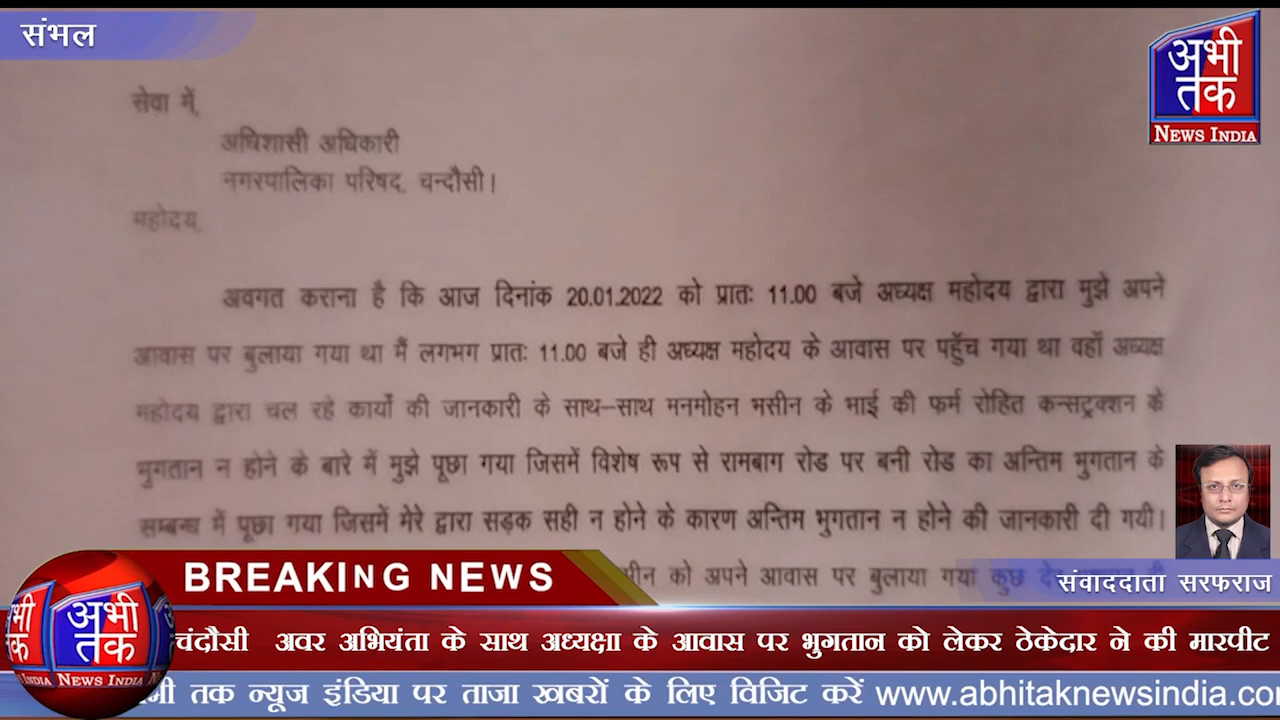 संभल
अभी
तक
NEWS INDIA
सेवा में,
अधिशासी अधिकारी
नगरपालिका परिषद, चन्दौसी।
महोदय,
अवगत कराना है कि आज दिनांक 20.01.2022 को प्रातः 11.00 बजे अध्यक्ष महोदय द्वारा मुझे अपने
आवास पर बुलाया गया था मैं लगभग प्रातः 11.00 बजे ही अध्यक्ष महोदय के आवास पर पहुँच गया था वहाँ अध्यक्ष
महोदय द्वारा चल रहे कार्यों की जानकारी के साथ–साथ मनमोहन भसीन के भाई की फर्म रोहित कन्सट्रक्शन के
भुगतान न होने के बारे में मुझे पूछा गया जिसमें विशेष रूप से रामबाग रोड पर बनी रोड का अन्तिम भुगतान के
सम्बन्ध में पूछा गया जिसमें मेरे द्वारा सड़क सही न होने के कारण अन्तिम भुगतान न होने की जानकारी दी गयी।
को अपने आवास पर बुलाया गया कुछ
संवाददाता सरफराज
BREAKING NEWS
अभी
तक
NEWS INDIA
चंदौसी अवर अभियंता के साथ अध्यक्षा के आवास पर भुगतान को लेकर ठेकेदार ने की मारपीट
तक न्यूज इंडिया पर ताजा खबरों के लिए विजिट करें www.abhitaknewsindia.co